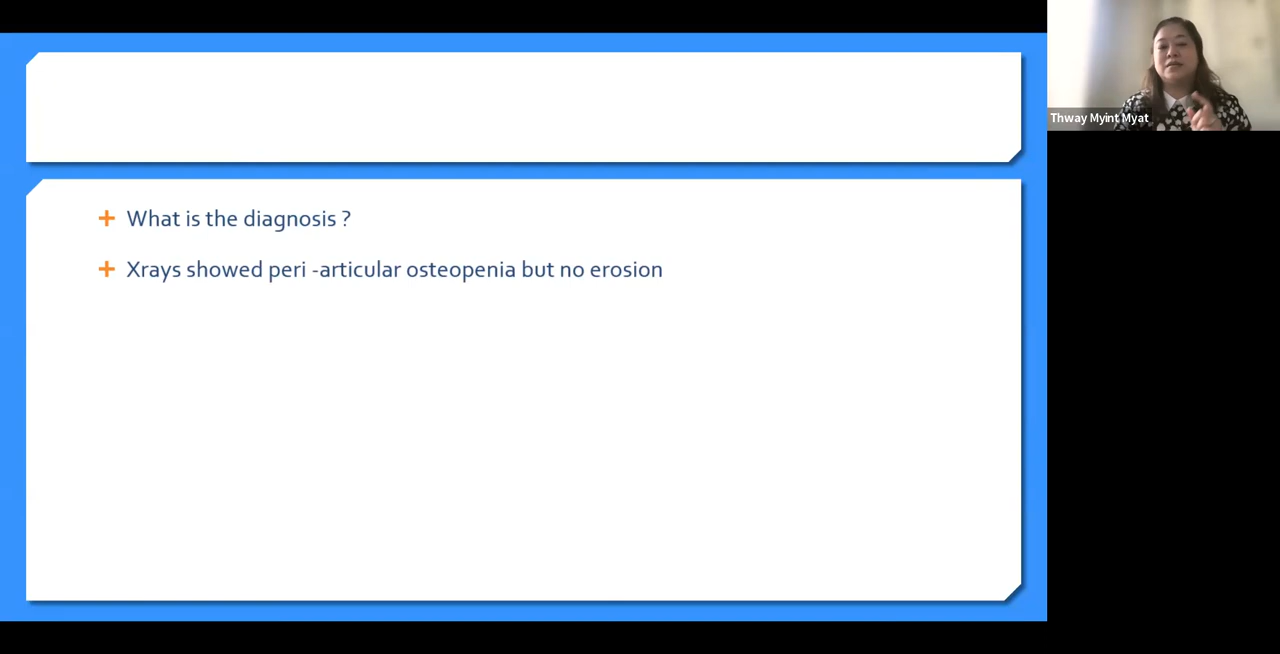 What is the diagnosis ?
Xrays showed peri -articular osteopenia but no erosion
Thway Myint Myat